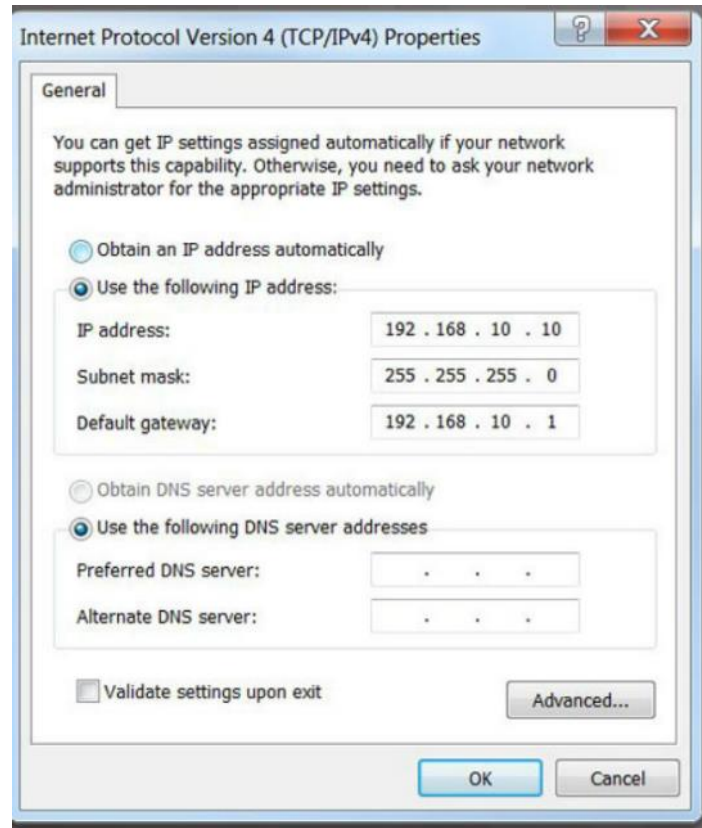 Internet Protocol Version 4 (TCP/IPv4) Properties
General
You can get IP settings assigned automatically if your network
supports this capability. Otherwise, you need to ask your network
administrator for the appropriate IP settings.
Obtain an IP address automatically
Use the following IP address:
IP address: 192 . 168 . 10 . 10
Subnet mask: 255 . 255 . 255 . 0
Default gateway: 192 . 168 . 10 . 1
Obtain DNS server address automatically
Use the following DNS server addresses
Preferred DNS server: . . .
Alternate DNS server: . . .
Validate settings upon exit
Advanced...
OK Cancel